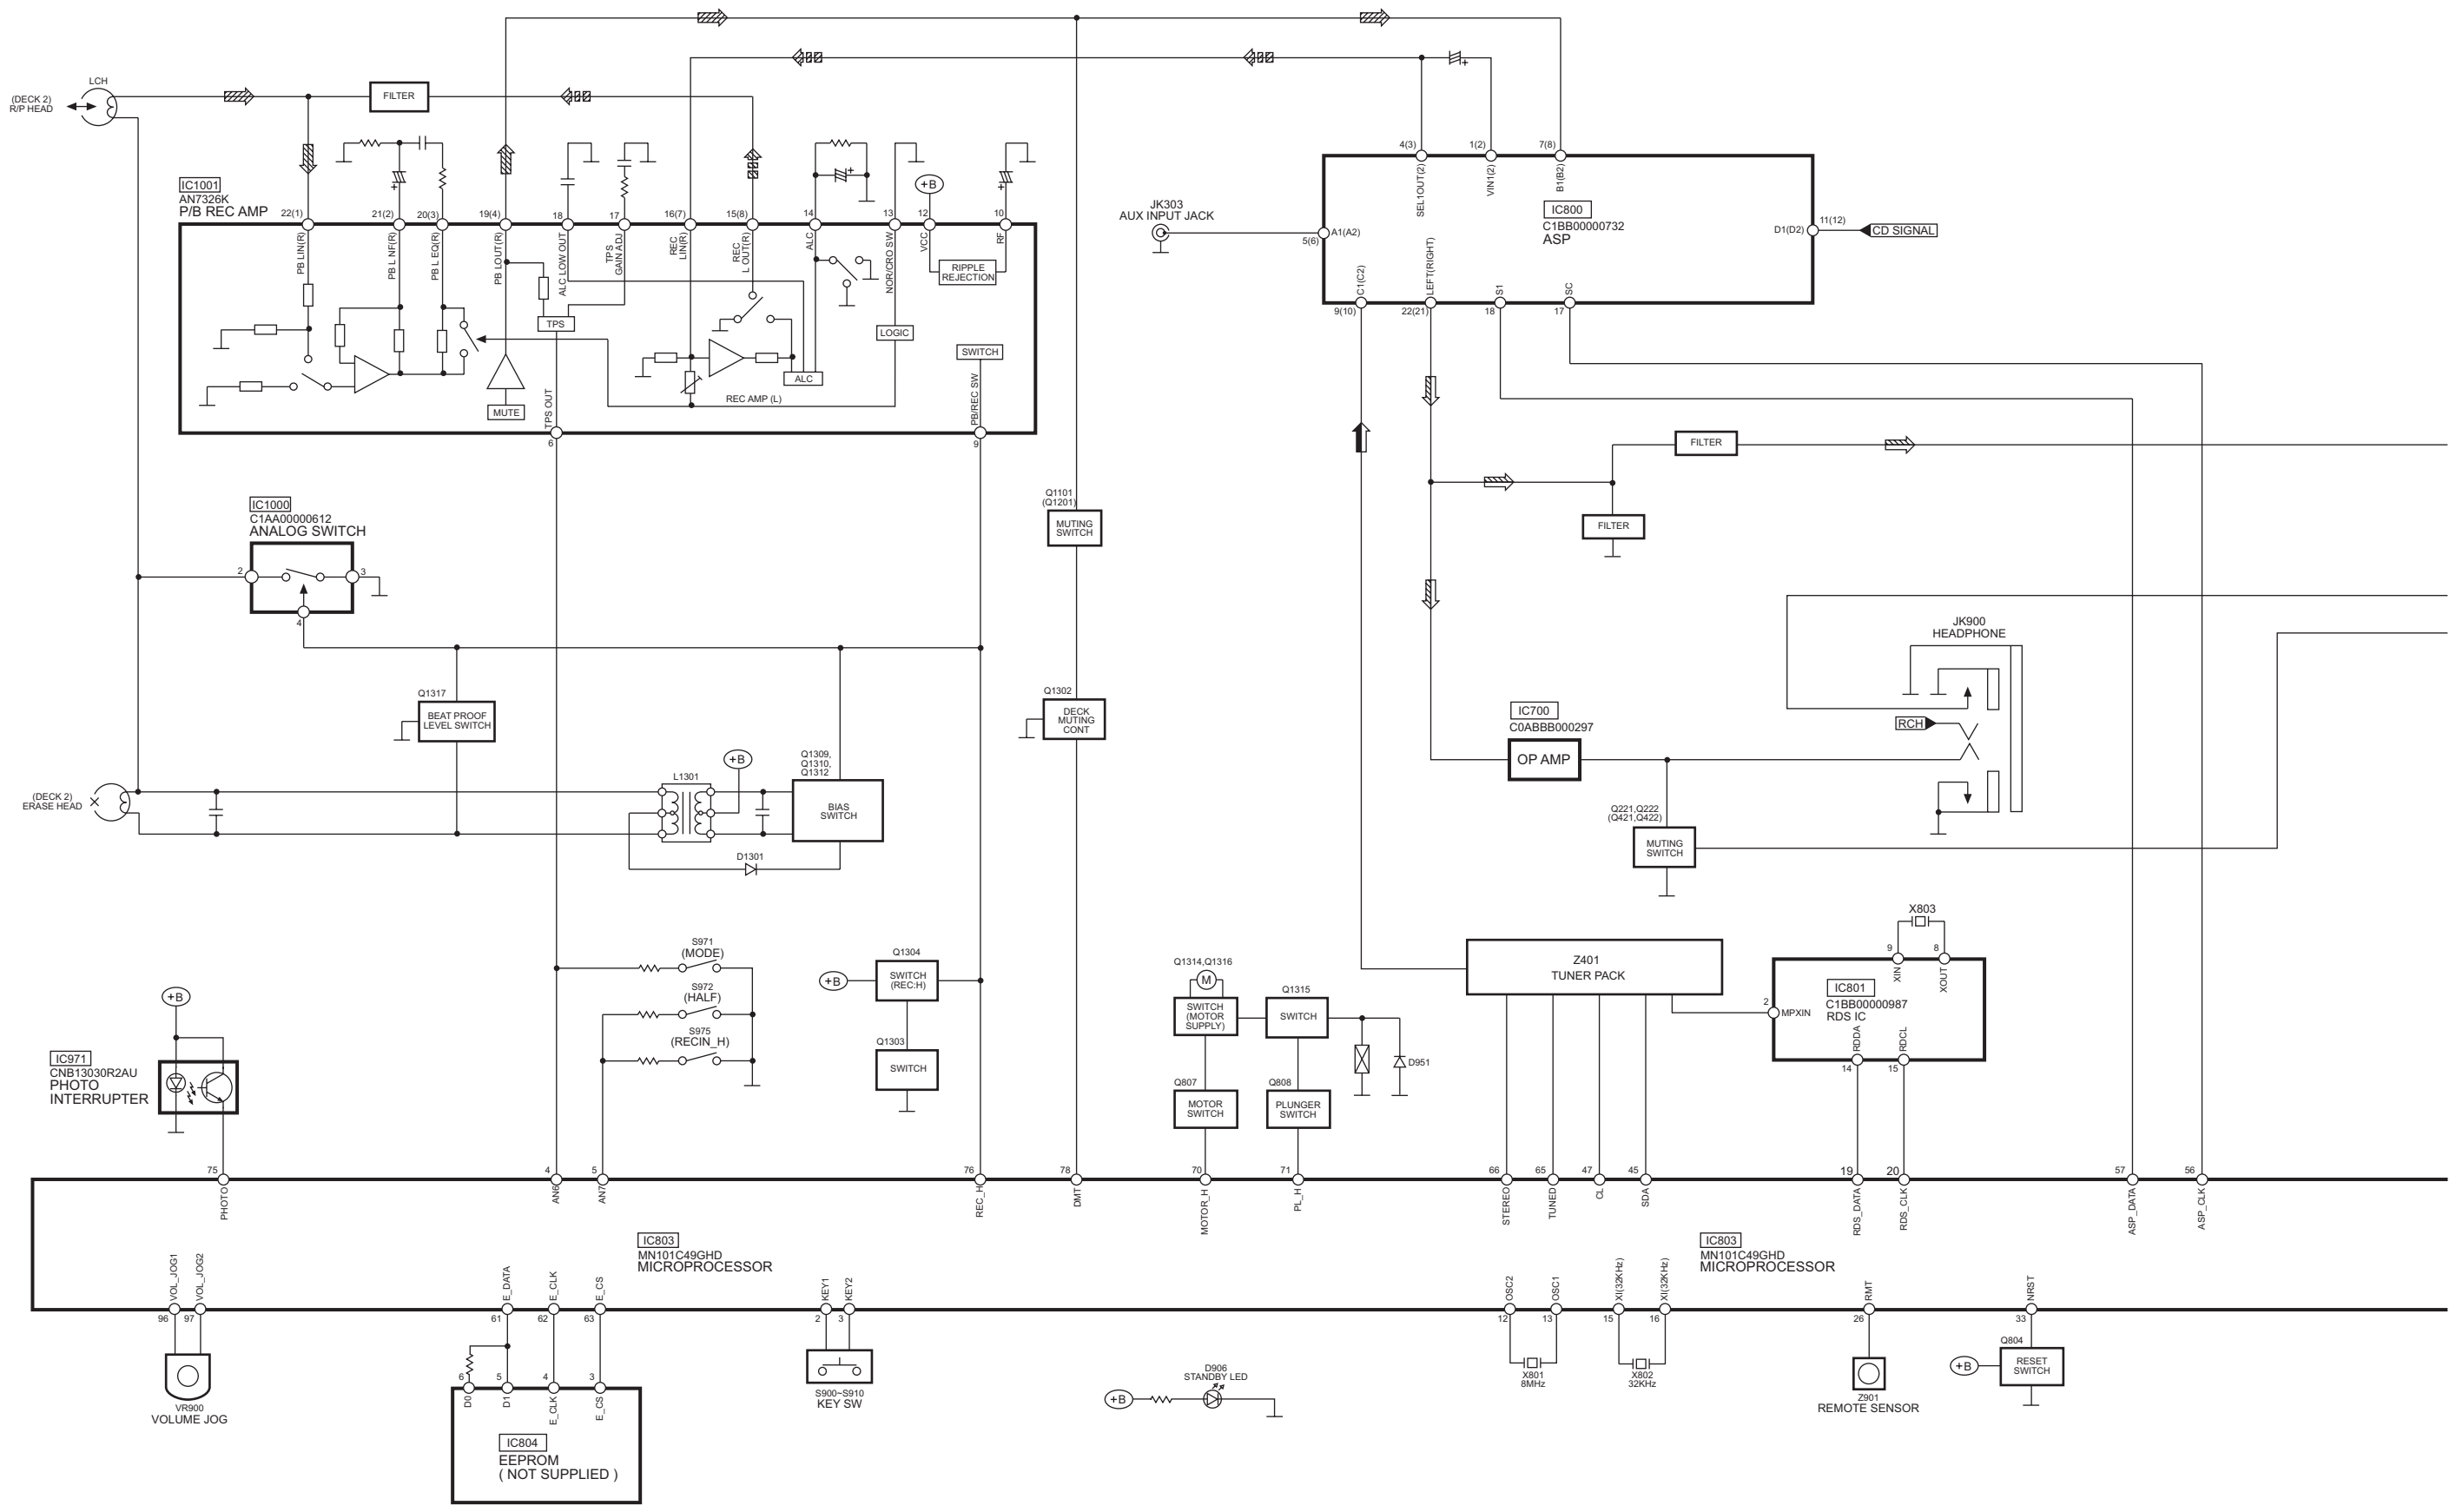 LCH
(DECK 2)
R/P HEAD
FILTER
IC1001
AN7326K
P/B REC AMP
22(1)
21(2)
20(3)
19(4)
18
17
16(7)
15(8)
14
13
12
10
+B
PB LIN(R)
PB L NF(R)
PB L EQ(R)
PB LOUT(R)
ALC LOW OUT
TPS
GAIN ADJ
REC
LIN(R)
REC
L OUT(R)
ALC
NOR/CRO SW
VCC
RF
RIPPLE
REJECTION
TPS
LOGIC
SWITCH
ALC
MUTE
REC AMP (L)
TPS OUT
PB/REC SW
6
9
JK303
AUX INPUT JACK
4(3)
1(2)
7(8)
SEL1OUT(2)
VIN1(2)
B1(B2)
IC800
C1BB00000732
ASP
5(6)
A1(A2)
D1(D2)
11(12)
CD SIGNAL
C1(C2)
LEFT(RIGHT)
S1
SC
9(10)
22(21)
18
17
FILTER
FILTER
Q1101
(Q1201)
MUTING
SWITCH
IC1000
C1AA00000612
ANALOG SWITCH
2
3
4
Q1317
BEAT PROOF
LEVEL SWITCH
Q1302
DECK
MUTING
CONT
JK900
HEADPHONE
RCH
IC700
C0ABBB000297
OP AMP
(DECK 2)
ERASE HEAD
L1301
+B
Q1309,
Q1310,
Q1312
BIAS
SWITCH
D1301
Q221,Q222
(Q421,Q422)
MUTING
SWITCH
S971
(MODE)
S972
(HALF)
S975
(RECIN_H)
+B
Q1304
SWITCH
(REC:H)
Q1303
SWITCH
Q1314,Q1316
M
SWITCH
(MOTOR
SUPPLY)
Q1315
SWITCH
D951
Q807
MOTOR
SWITCH
Q808
PLUNGER
SWITCH
Z401
TUNER PACK
X803
9
8
XIN
XOUT
IC801
C1BB00000987
RDS IC
2
MPXIN
RDDA
RDCL
14
15
+B
IC971
CNB13030R2AU
PHOTO
INTERRUPTER
75
4
5
76
78
70
71
66
65
47
45
19
20
57
56
PHOTO
AN6
AN7
REC_H
DMT
MOTOR_H
PL_H
STEREO
TUNED
CL
SDA
RDS_DATA
RDS_CLK
ASP_DATA
ASP_CLK
IC803
MN101C49GHD
MICROPROCESSOR
IC803
MN101C49GHD
MICROPROCESSOR
VOL_JOG1
VOL_JOG2
E_DATA
E_CLK
E_CS
KEY1
KEY2
OSC2
OSC1
XI(32KHz)
XI(32KHz)
RMT
NRST
96
97
61
62
63
2
3
12
13
15
16
26
33
VR900
VOLUME JOG
6
5
4
3
D0
D1
E_CLK
E_CS
IC804
EEPROM
( NOT SUPPLIED )
S900~S910
KEY SW
+B
D906
STANDBY LED
X801
8MHz
X802
32KHz
Z901
REMOTE SENSOR
+B
Q804
RESET
SWITCH